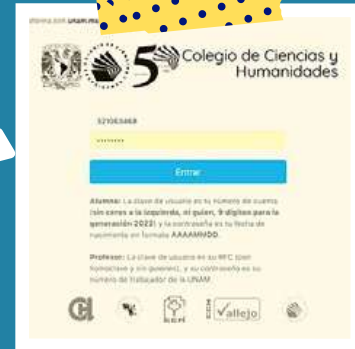 Colegio de Ciencias y
Humanidades
321063468
********
Entrar
Alumno: La clave de usuario es tu número de cuenta
(sin ceros a la izquierda, ni guion, 9 dígitos para la
generación 2022) y la contraseña es tu fecha de
nacimiento en formato AAAAMMDD.
Profesor: La clave de usuario es su RFC (con
homoclave y sin guiones), y su contraseña es su
número de trabajador de la UNAM.
Vallejo